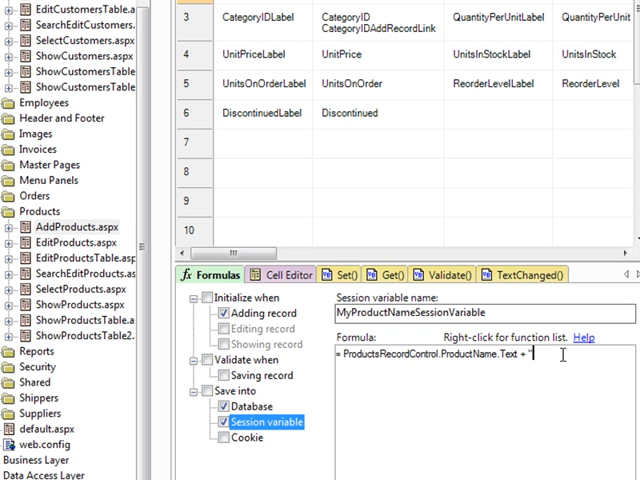 EditCustomersTable.a
SearchEditCustomers.
SelectCustomers.aspx
ShowCustomers.aspx
ShowCustomersTable
ShowCustomersTable
Employees
Header and Footer
Images
Invoices
Master Pages
Menu Panels
Orders
Products
AddProducts.aspx
EditProducts.aspx
EditProductsTable.asp
SearchEditProducts.as
SelectProducts.aspx
ShowProducts.aspx
ShowProductsTable.a
ShowProductsTable2.
Reports
Security
Shared
Shippers
Suppliers
default.aspx
web.config
Business Layer
Data Access Layer
3 CategoryIDLabel CategoryID QuantityPerUnitLabel QuantityPerUnit
CategoryIDAddRecordLink
4 UnitPriceLabel UnitPrice UnitsInStockLabel UnitsInStock
5 UnitsOnOrderLabel UnitsOnOrder ReorderLevelLabel ReorderLevel
6 DiscontinuedLabel Discontinued
7
8
9
10
Formulas Cell Editor Set() Get() Validate() TextChanged()
Initialize when
Adding record
Editing record
Showing record
Validate when
Saving record
Save into
Database
Session variable
Cookie
Session variable name:
MyProductNameSessionVariable
Formula: Right-click for function list. Help
= ProductsRecordControl.ProductName.Text + "